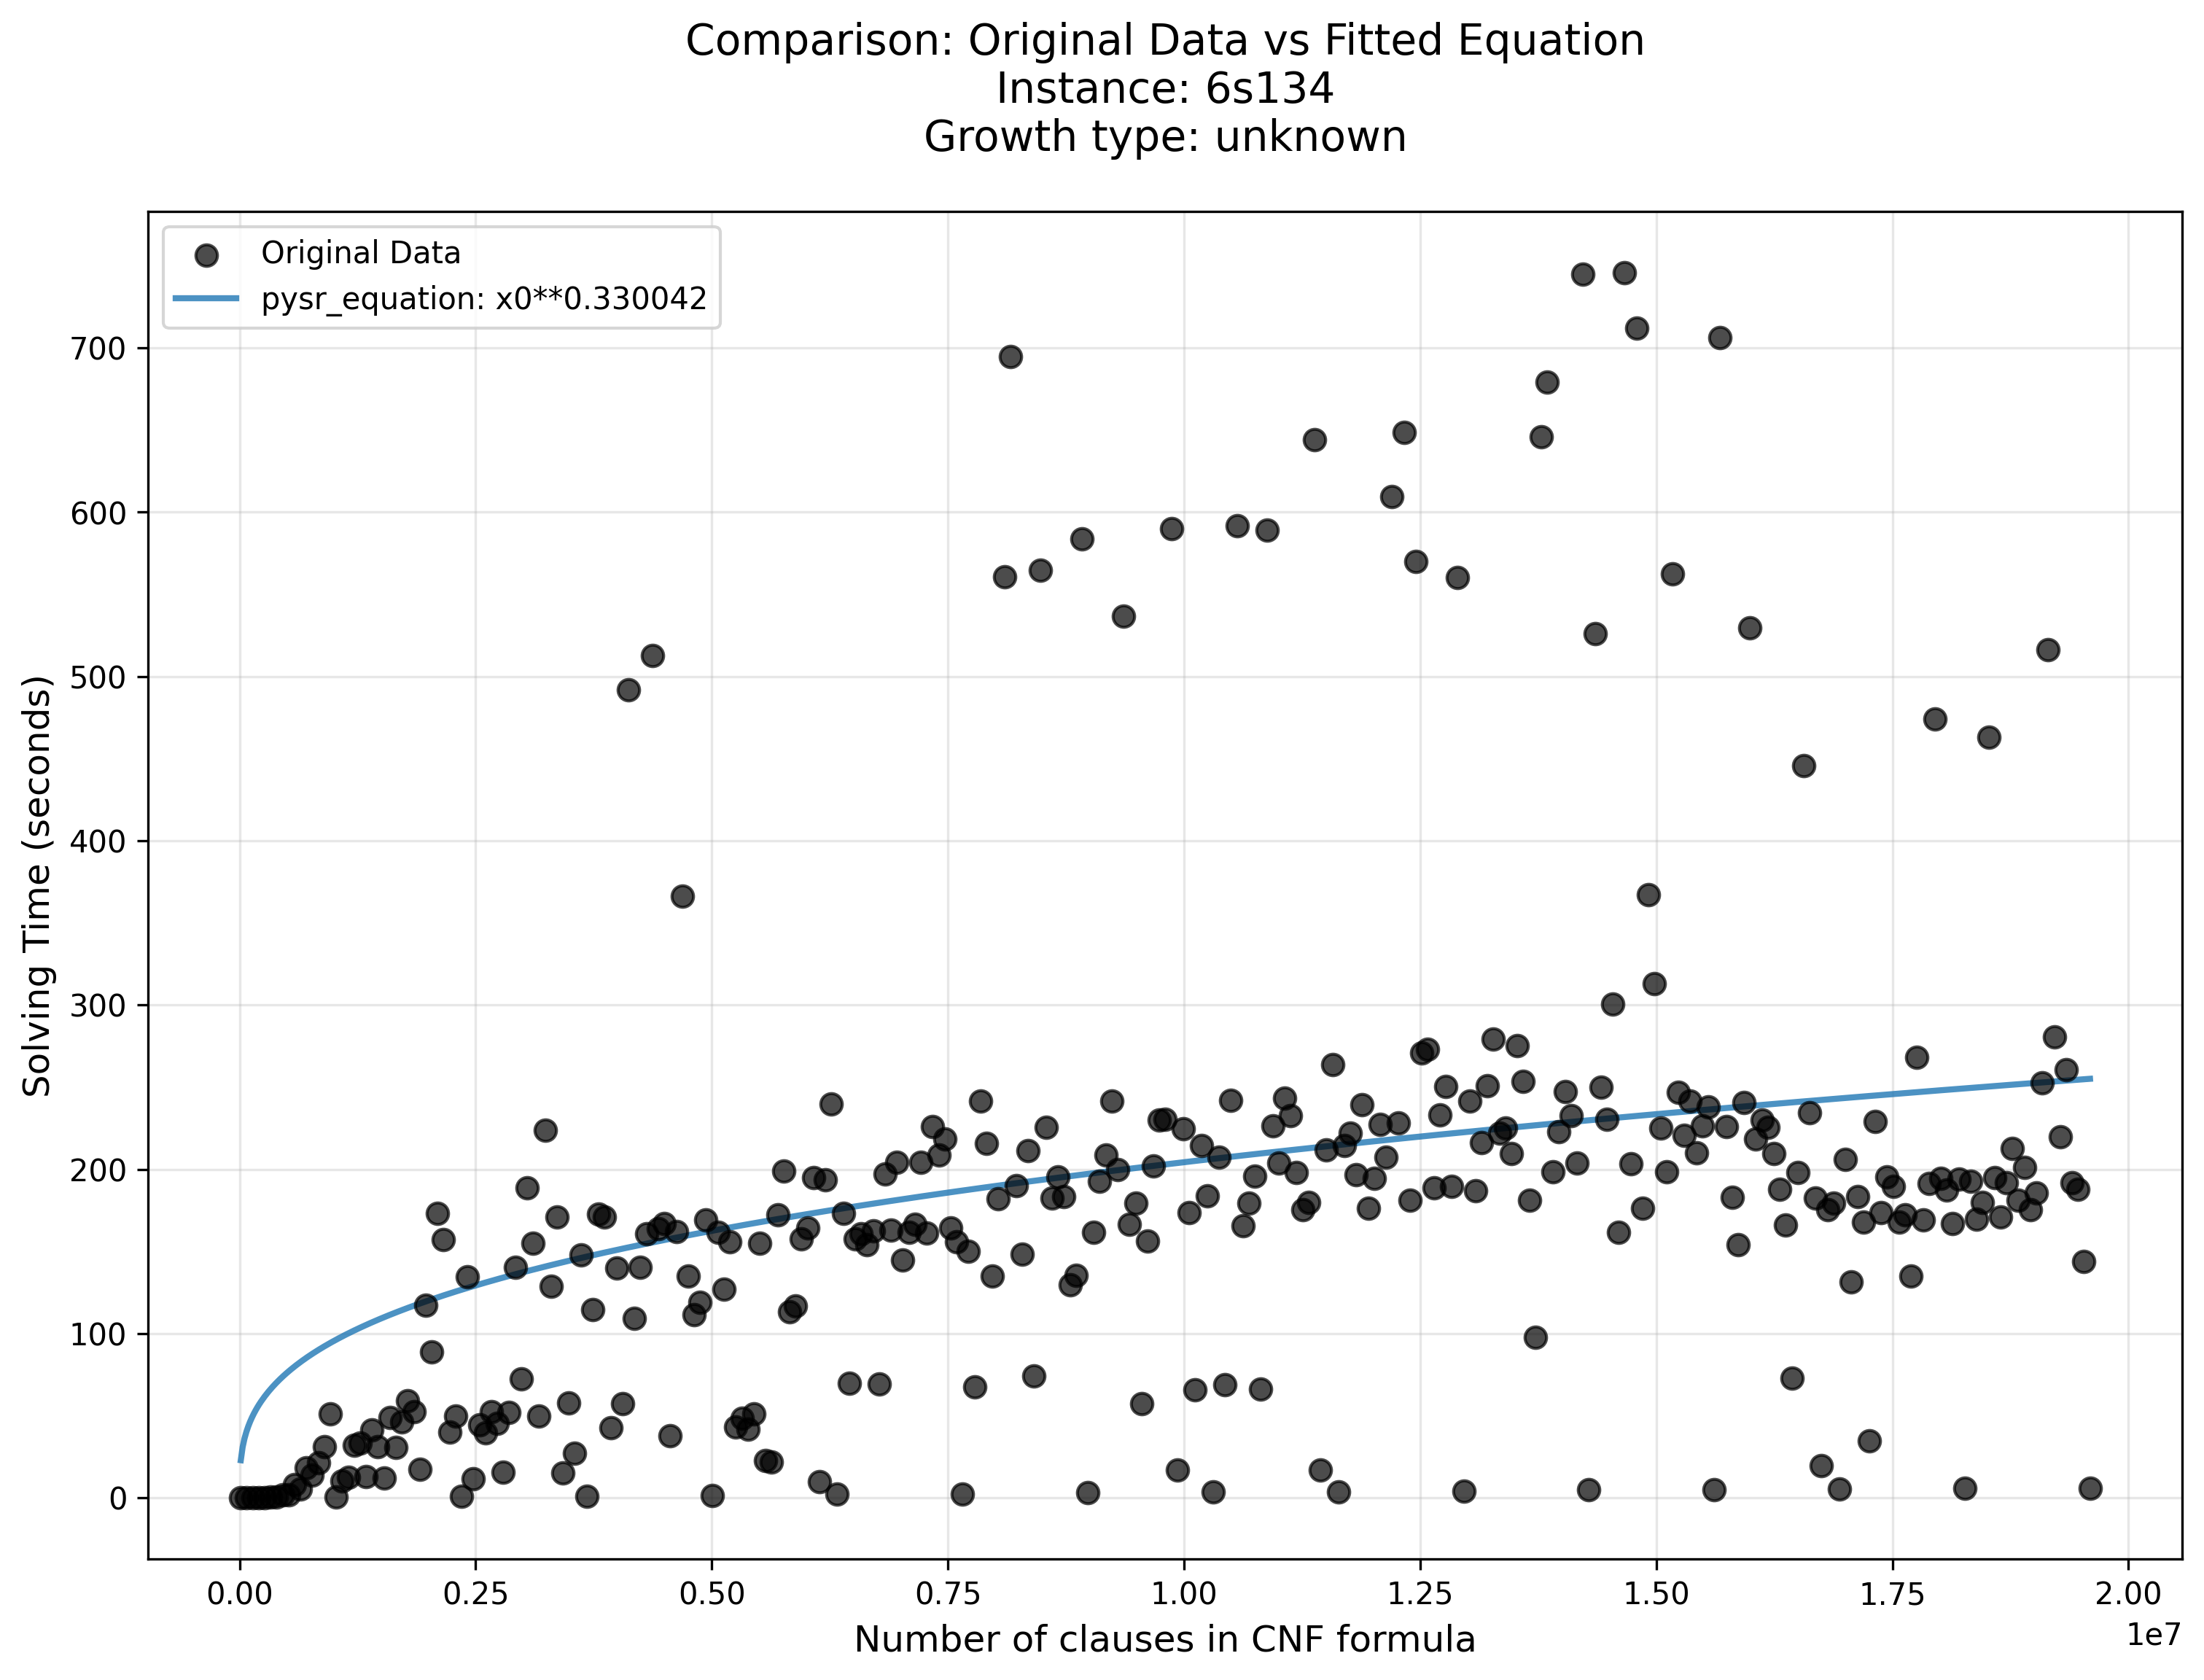 Comparison: Original Data vs Fitted Equation
Instance: 6s134
Growth type: unknown
Original Data
pysr_equation: x0**0.330042
Solving Time (seconds)
700
600
500
400
300
200
100
0
0.00 0.25 0.50 0.75 1.00 1.25 1.50 1.75 2.00
1e7
Number of clauses in CNF formula